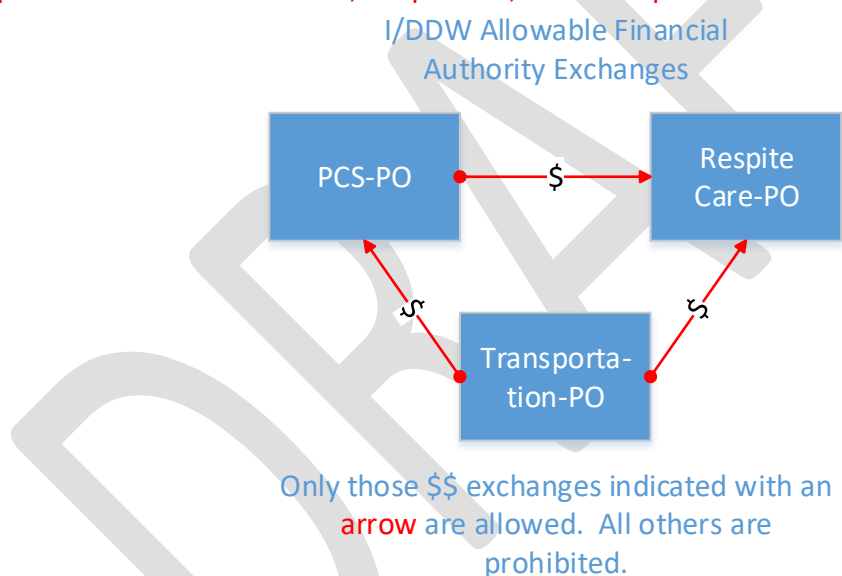 I/DDW Allowable Financial
Authority Exchanges
PCS-PO
$
Respite
Care-PO
$
$
Transporta-
tion-PO
Only those $$ exchanges indicated with an
arrow are allowed. All others are
prohibited.
DRAF